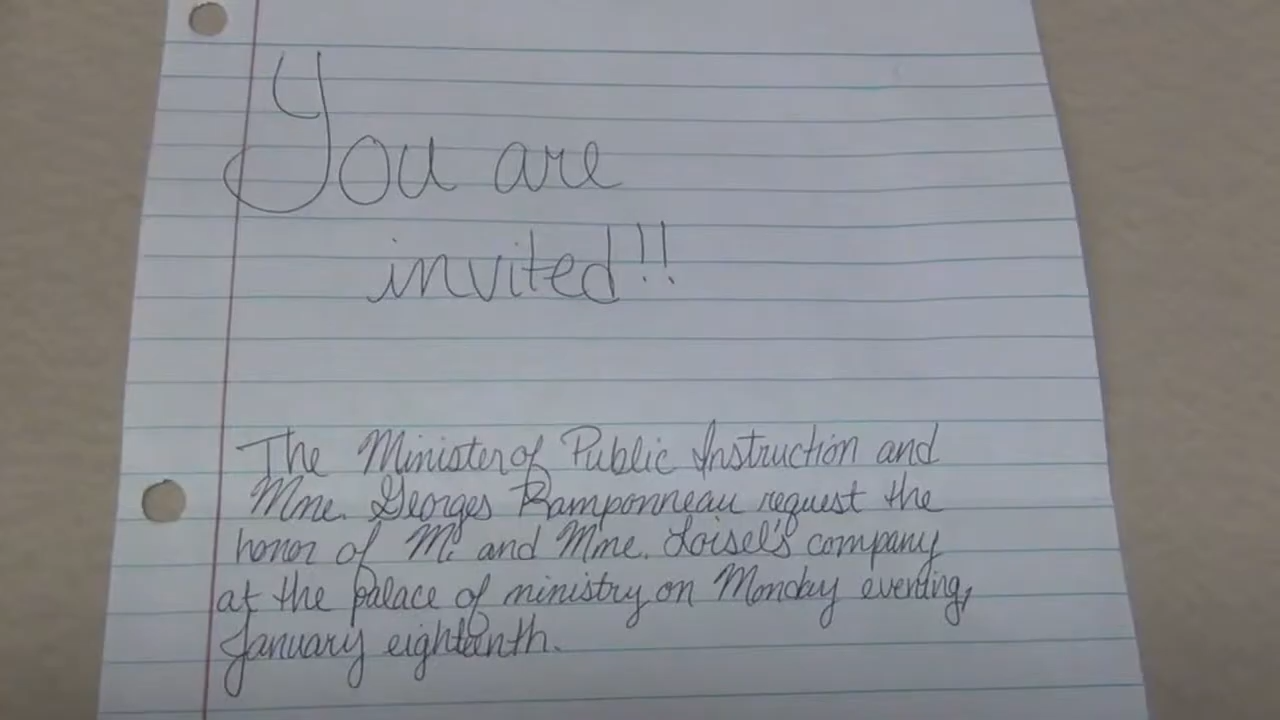 You are
invited!!
The Minister of Public Instruction and
Mme. Georges Ramponneau request the
honor of M. and Mme. Loisel's company
at the palace of ministry on Monday evening,
January eighteenth.